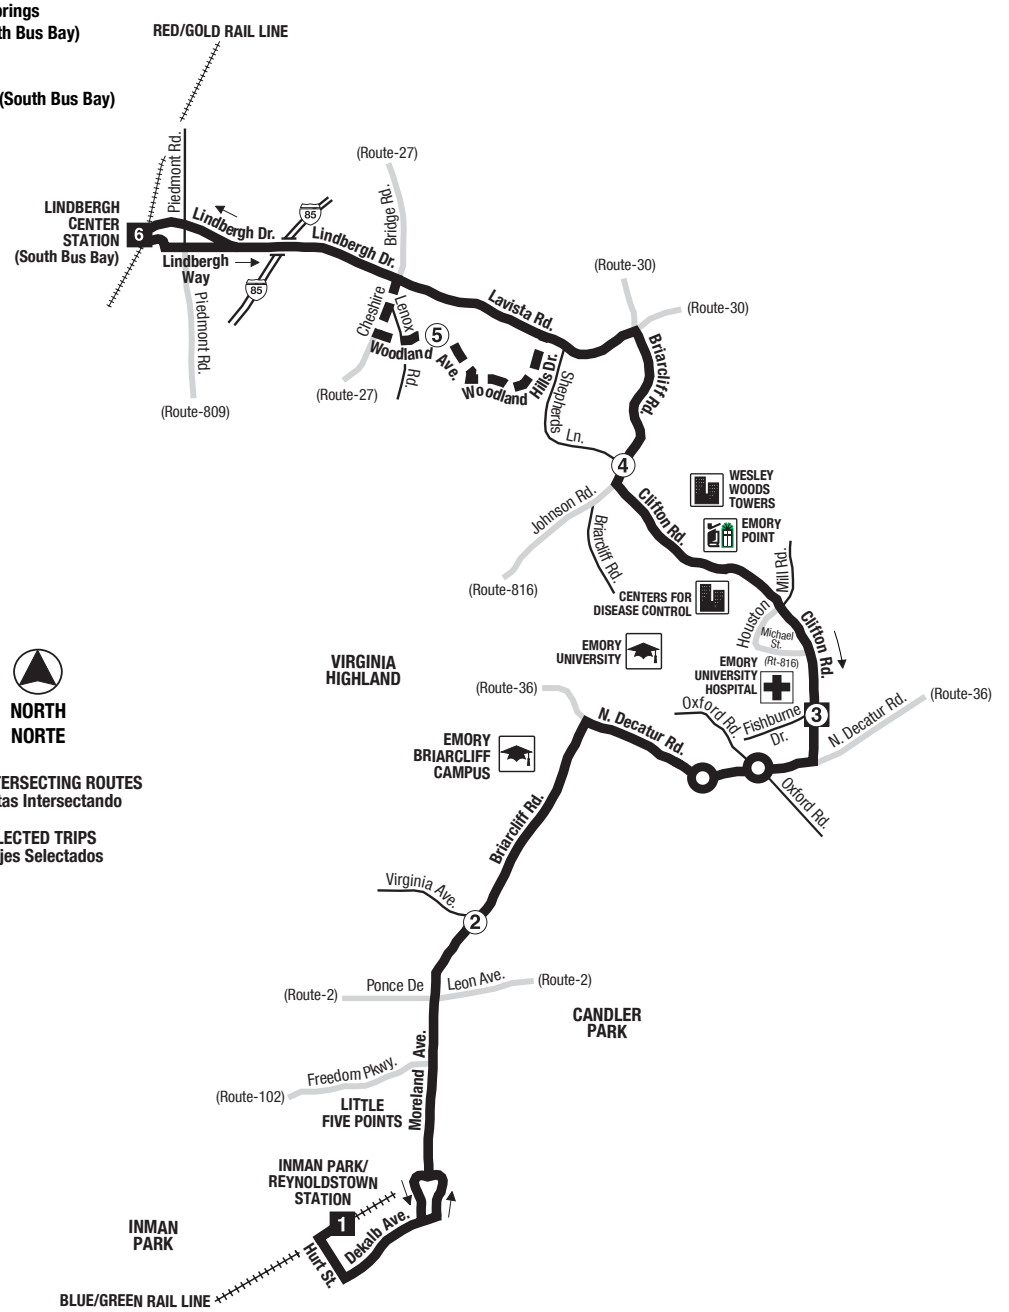 prings
th Bus Bay)
RED/GOLD RAIL LINE
(South Bus Bay)
Piedmont Rd.
(Route-27)
Bridge Rd.
LINDBERGH
CENTER
STATION
(South Bus Bay)
6
Lindbergh Dr.
85
Lindbergh Dr.
Lindbergh
Way
85
Piedmont Rd.
(Route-809)
(Route-30)
(Route-30)
Lavista Rd.
Cheshire
Lenox
Rd.
5
Woodland
Ave.
Woodland
Hills Dr.
(Route-27)
Shepherds
Ln.
Briarcliff Rd.
4
WESLEY
WOODS
TOWERS
Johnson Rd.
Clifton Rd.
EMORY
POINT
Briarcliff Rd.
(Route-816)
Mill Rd.
CENTERS FOR
DISEASE CONTROL
Houston
Michael
St.
Clifton Rd.
EMORY
UNIVERSITY
(Rt-816)
EMORY
UNIVERSITY
HOSPITAL
VIRGINIA
HIGHLAND
(Route-36)
(Route-36)
Oxford Rd.
Fishburne
Dr.
3
N. Decatur Rd.
N. Decatur Rd.
NORTH
NORTE
EMORY
BRIARCLIFF
CAMPUS
Oxford Rd.
TERSECTING ROUTES
tas Intersectando
LECTED TRIPS
jes Selectados
Briarcliff Rd.
Virginia Ave.
2
(Route-2)
Ponce De
Leon Ave.
(Route-2)
CANDLER
PARK
Moreland Ave.
Freedom Pkwy.
(Route-102)
LITTLE
FIVE POINTS
INMAN PARK/
REYNOLDSTOWN
STATION
1
INMAN
PARK
Dekalb Ave.
Hurt St.
BLUE/GREEN RAIL LINE